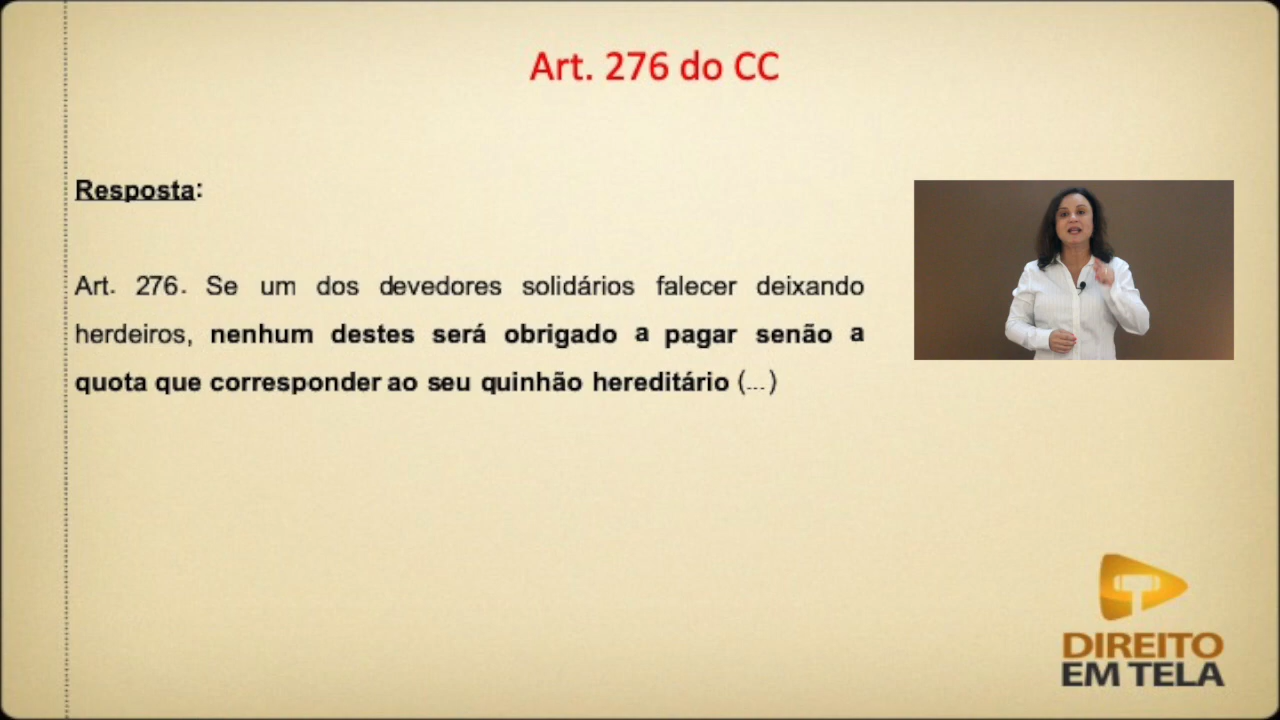 Art. 276 do CC
Resposta:
Art. 276. Se um dos devedores solidários falecer deixando
herdeiros, nenhum destes será obrigado a pagar senão a
quota que corresponder ao seu quinhão hereditário (...)
DIREITO
EM TELA